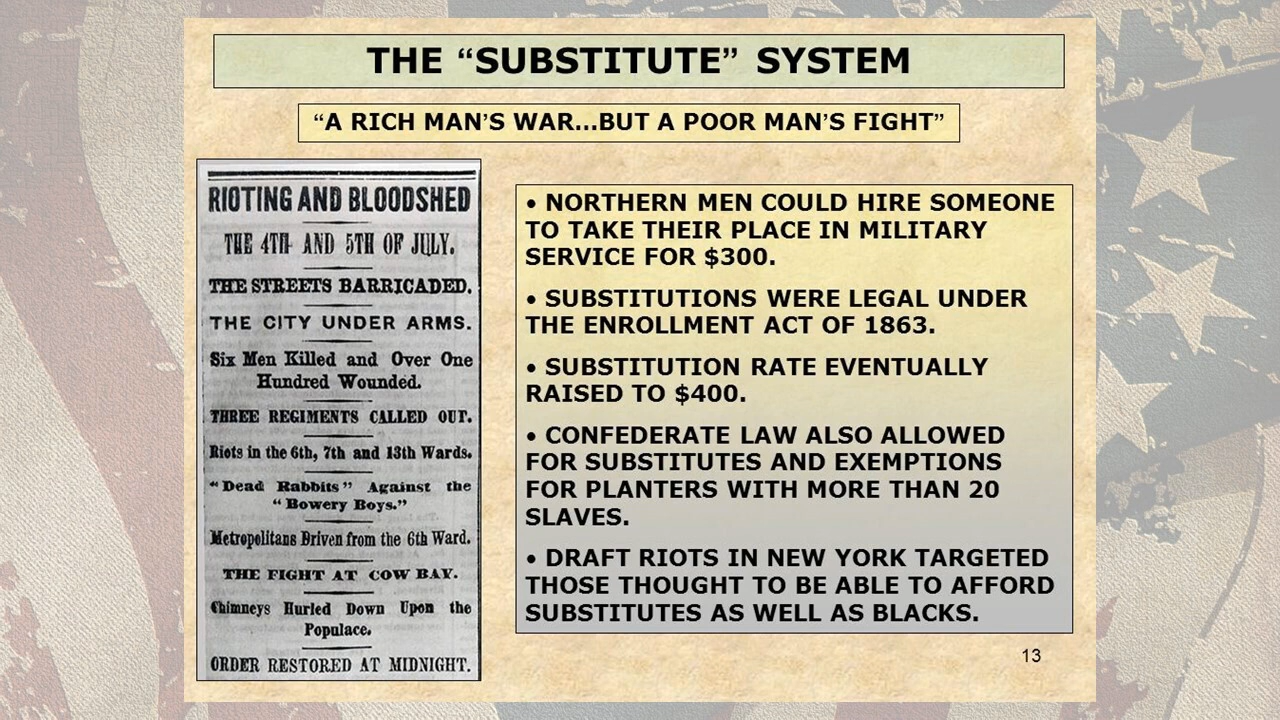 THE “SUBSTITUTE” SYSTEM
“A RICH MAN’S WAR...BUT A POOR MAN’S FIGHT”
RIOTING AND BLOODSHED
THE 4TH AND 5TH OF JULY.
THE STREETS BARRICADED.
THE CITY UNDER ARMS.
Six Men Killed and Over One
Hundred Wounded.
THREE REGIMENTS CALLED OUT.
Riots in the 6th, 7th and 13th Wards.
“Dead Rabbits” Against the
“Bowery Boys.”
Metropolitans Driven from the 6th Ward.
THE FIGHT AT COW BAY.
Chimneys Hurled Down Upon the
Populace.
ORDER RESTORED AT MIDNIGHT.
• NORTHERN MEN COULD HIRE SOMEONE
TO TAKE THEIR PLACE IN MILITARY
SERVICE FOR $300.
• SUBSTITUTIONS WERE LEGAL UNDER
THE ENROLLMENT ACT OF 1863.
• SUBSTITUTION RATE EVENTUALLY
RAISED TO $400.
• CONFEDERATE LAW ALSO ALLOWED
FOR SUBSTITUTES AND EXEMPTIONS
FOR PLANTERS WITH MORE THAN 20
SLAVES.
• DRAFT RIOTS IN NEW YORK TARGETED
THOSE THOUGHT TO BE ABLE TO AFFORD
SUBSTITUTES AS WELL AS BLACKS.
13